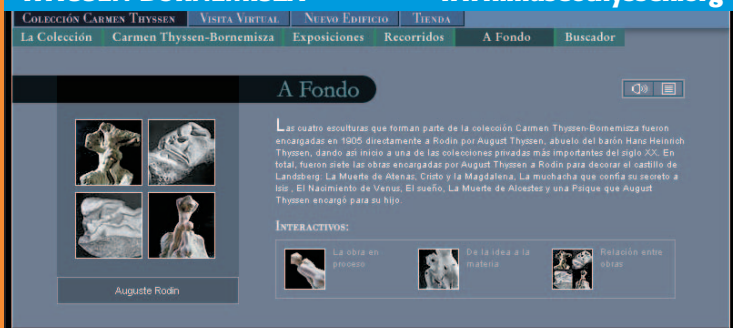 COLECCIÓN CARMEN THYSSEN VISITA VIRTUAL NUEVO EDIFICIO TIENDA
La Colección Carmen Thyssen-Bornemisza Exposiciones Recorridos A Fondo Buscador
A Fondo
Las cuatro esculturas que forman parte de la colección Carmen Thyssen-Bornemisza fueron
encargadas en 1905 directamente a Rodin por August Thyssen, abuelo del barón Hans Heinrich
Thyssen, dando así inicio a una de las colecciones privadas más importantes del siglo XX. En
total, fueron siete las obras encargadas por August Thyssen a Rodin para decorar el castillo de
Landsberg: La Muerte de Atenas, Cristo y la Magdalena, La muchacha que confía su secreto a
Isis , El Nacimiento de Venus, El sueño, La Muerte de Alcestes y una Psique que August
Thyssen encargó para su hijo.
INTERACTIVOS:
La obra en
proceso
De la idea a la
materia
Relación entre
obras
Auguste Rodin